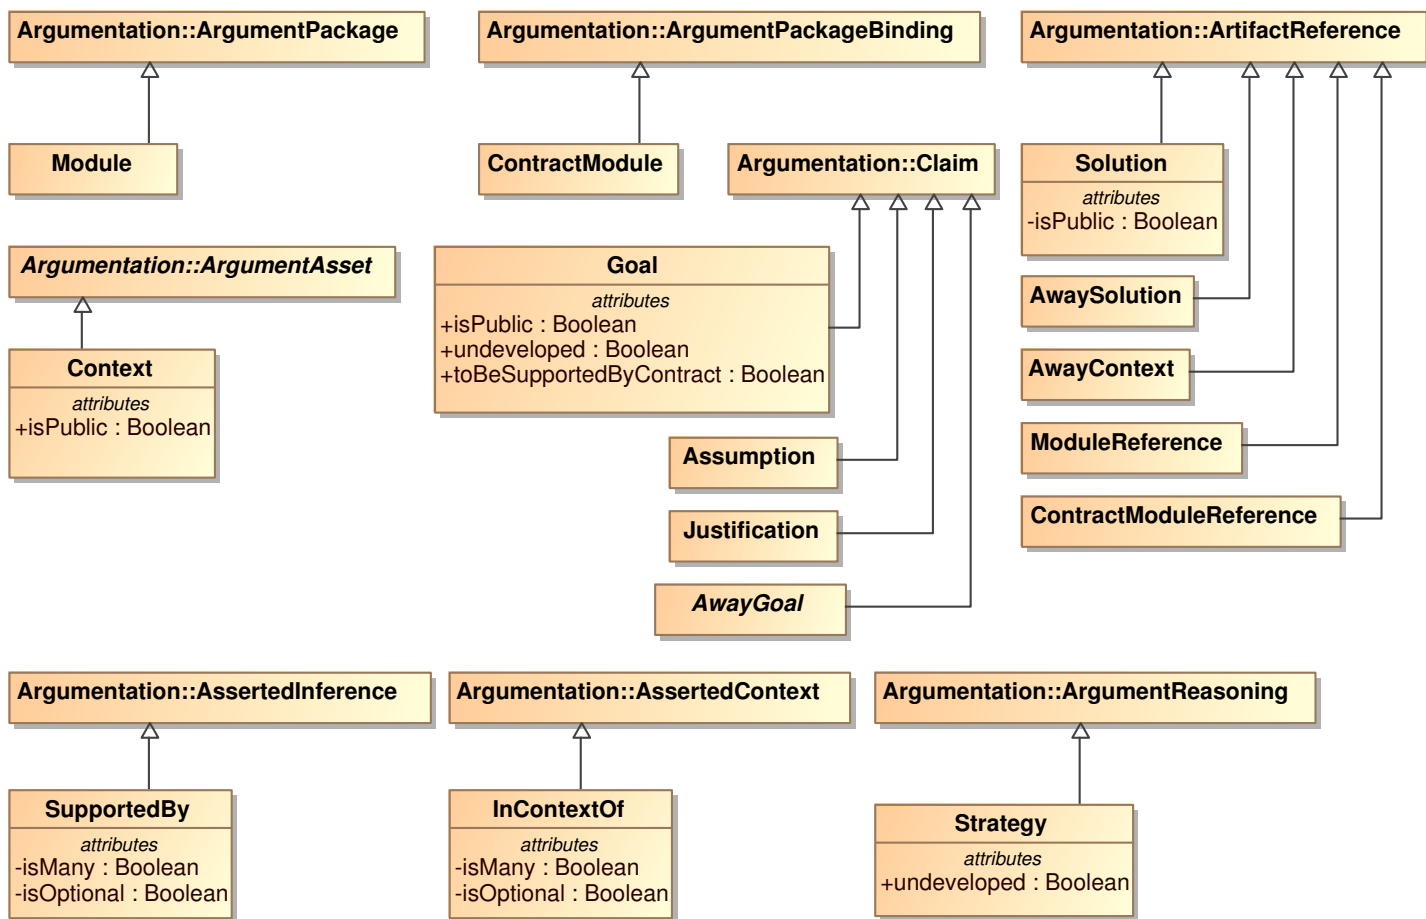 Argumentation::ArgumentPackage
Argumentation::ArgumentPackageBinding
Argumentation::ArtifactReference
Module
ContractModule
Argumentation::Claim
Solution
attributes
-isPublic : Boolean
Argumentation::ArgumentAsset
Goal
attributes
+isPublic : Boolean
+undeveloped : Boolean
+toBeSupportedByContract : Boolean
AwaySolution
Context
attributes
+isPublic : Boolean
AwayContext
ModuleReference
Assumption
ContractModuleReference
Justification
AwayGoal
Argumentation::AssertedInference
Argumentation::AssertedContext
Argumentation::ArgumentReasoning
SupportedBy
attributes
-isMany : Boolean
-isOptional : Boolean
InContextOf
attributes
-isMany : Boolean
-isOptional : Boolean
Strategy
attributes
+undeveloped : Boolean